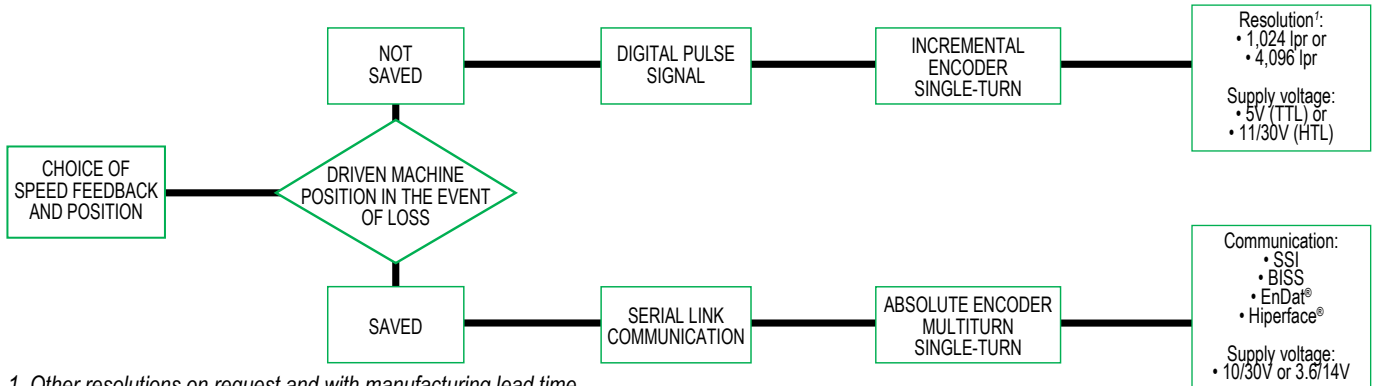 NOT
SAVED
DIGITAL PULSE
SIGNAL
INCREMENTAL
ENCODER
SINGLE-TURN
Resolution¹:
• 1,024 lpr or
• 4,096 lpr
Supply voltage:
• 5V (TTL) or
• 11/30V (HTL)
CHOICE OF
SPEED FEEDBACK
AND POSITION
DRIVEN MACHINE
POSITION IN THE EVENT
OF LOSS
SAVED
SERIAL LINK
COMMUNICATION
ABSOLUTE ENCODER
MULTITURN
SINGLE-TURN
Communication:
• SSI
• BISS
• EnDat®
• Hiperface®
Supply voltage:
• 10/30V or 3.6/14V
1. Other resolutions on request and with manufacturing lead time